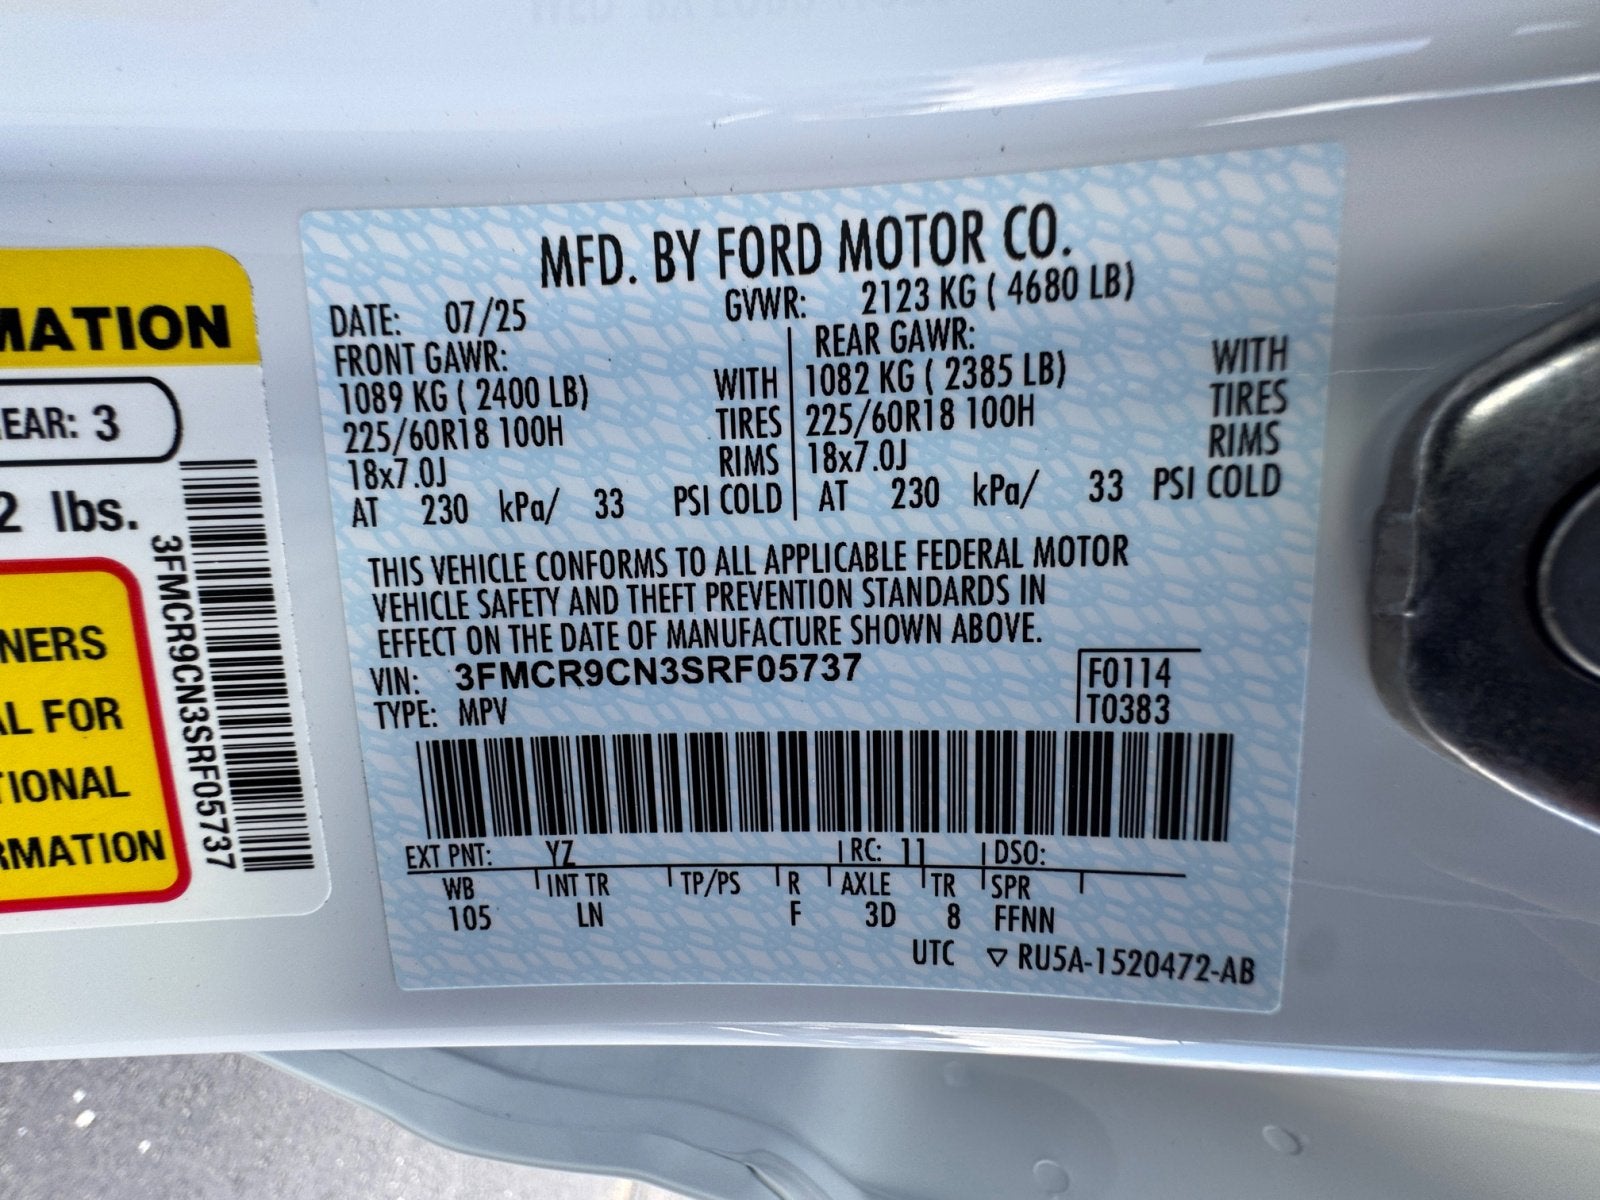 MATION
EAR: 3
2 lbs.
3FMCR9CN3SRF05737
NERS
AL FOR
TIONAL
RMATION
MFD. BY FORD MOTOR CO.
DATE: 07/25 GVWR: 2123 KG ( 4680 LB)
FRONT GAWR: REAR GAWR:
1089 KG ( 2400 LB) WITH 1082 KG ( 2385 LB) WITH
225/60R18 100H TIRES 225/60R18 100H TIRES
18x7.0J RIMS 18x7.0J RIMS
AT 230 kPa/ 33 PSI COLD AT 230 kPa/ 33 PSI COLD
THIS VEHICLE CONFORMS TO ALL APPLICABLE FEDERAL MOTOR
VEHICLE SAFETY AND THEFT PREVENTION STANDARDS IN
EFFECT ON THE DATE OF MANUFACTURE SHOWN ABOVE.
VIN: 3FMCR9CN3SRF05737 F0114
TYPE: MPV T0383
EXT PNT: YZ RC: 11 DSO:
WB INT TR TP/PS R AXLE TR SPR
105 LN F 3D 8 FFNN
UTC ▽ RU5A-1520472-AB